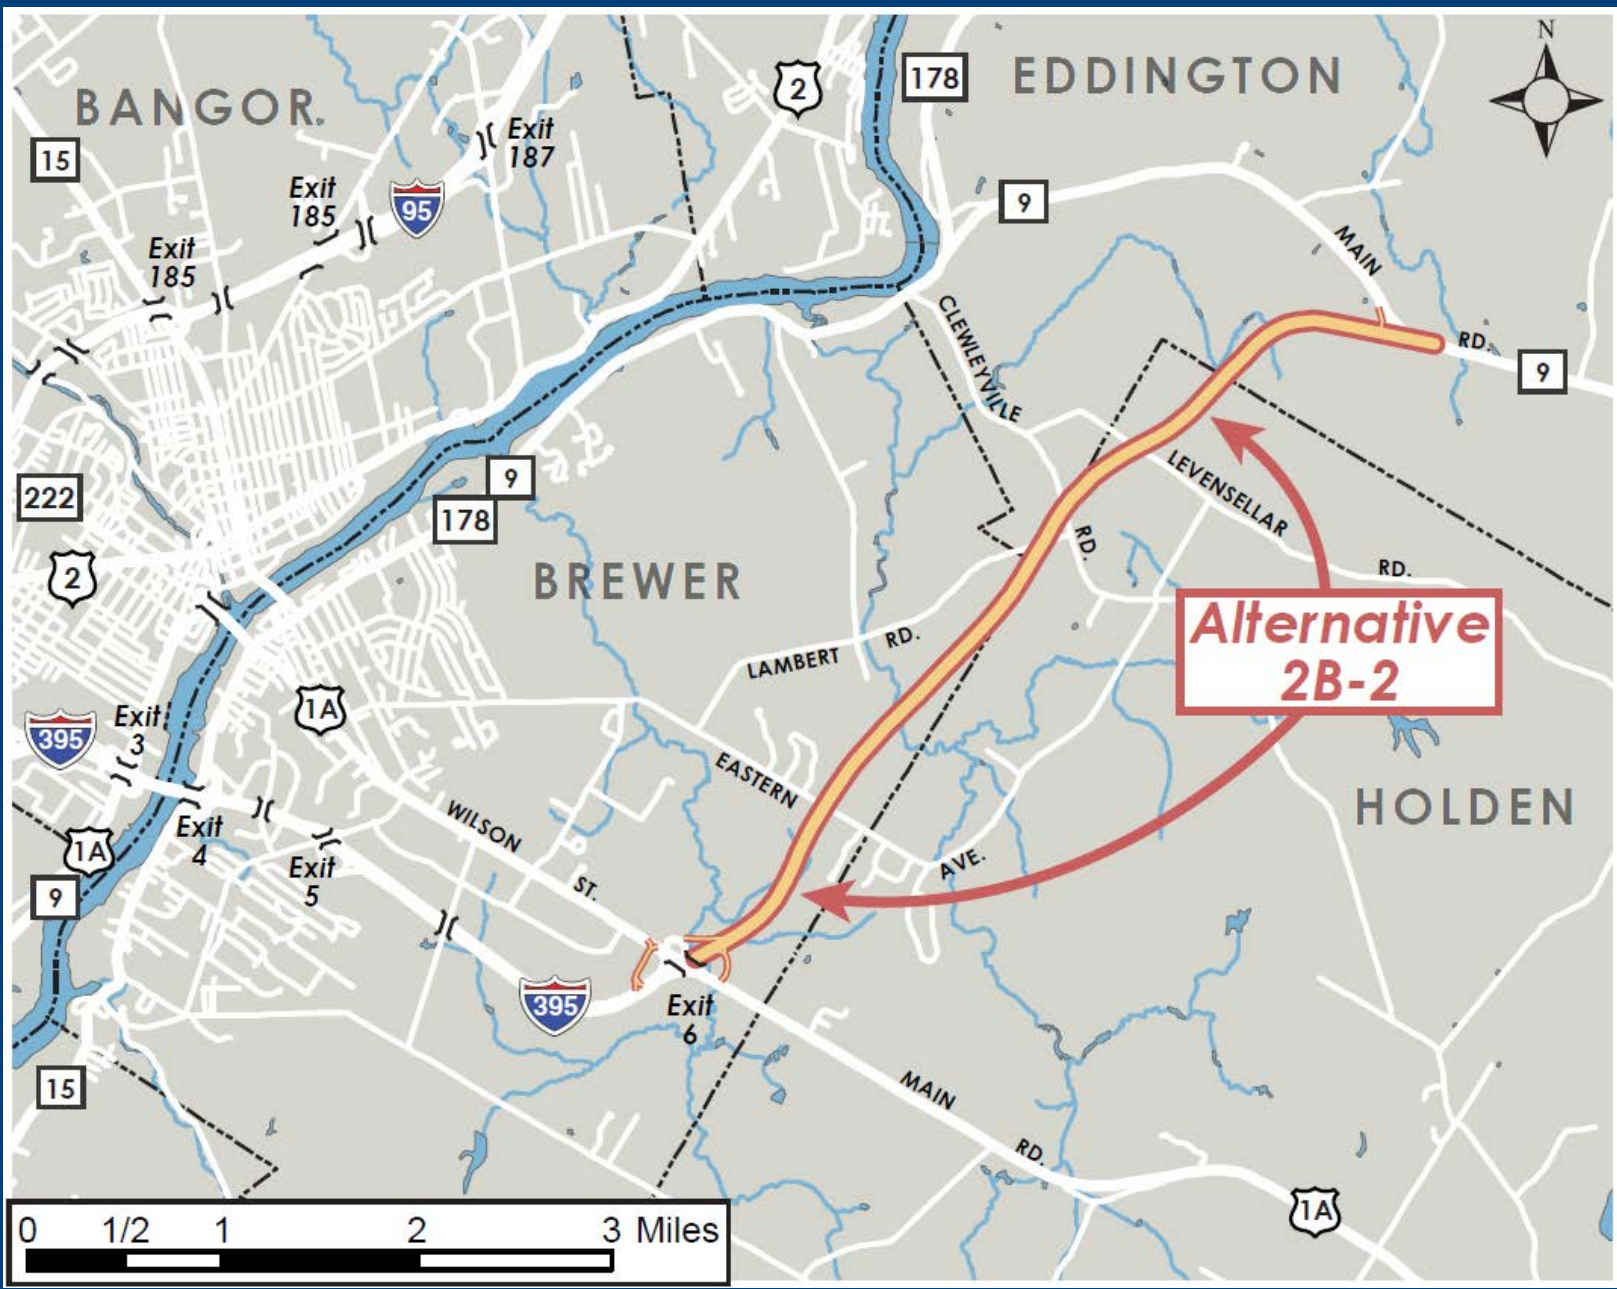 N
178
EDDINGTON
2
BANGOR
Exit
187
15
Exit
185
95
9
Exit
185
MAIN
CLEWLEYVILLE
RD.
9
LEVENSELLAR
222
9
178
2
RD.
RD.
BREWER
Alternative
2B-2
LAMBERT
RD.
1A
Exit
3
395
EASTERN
HOLDEN
WILSON
Exit
4
1A
AVE.
Exit
5
ST.
9
395
Exit
6
15
MAIN
RD.
1A
0 1/2 1 2 3 Miles